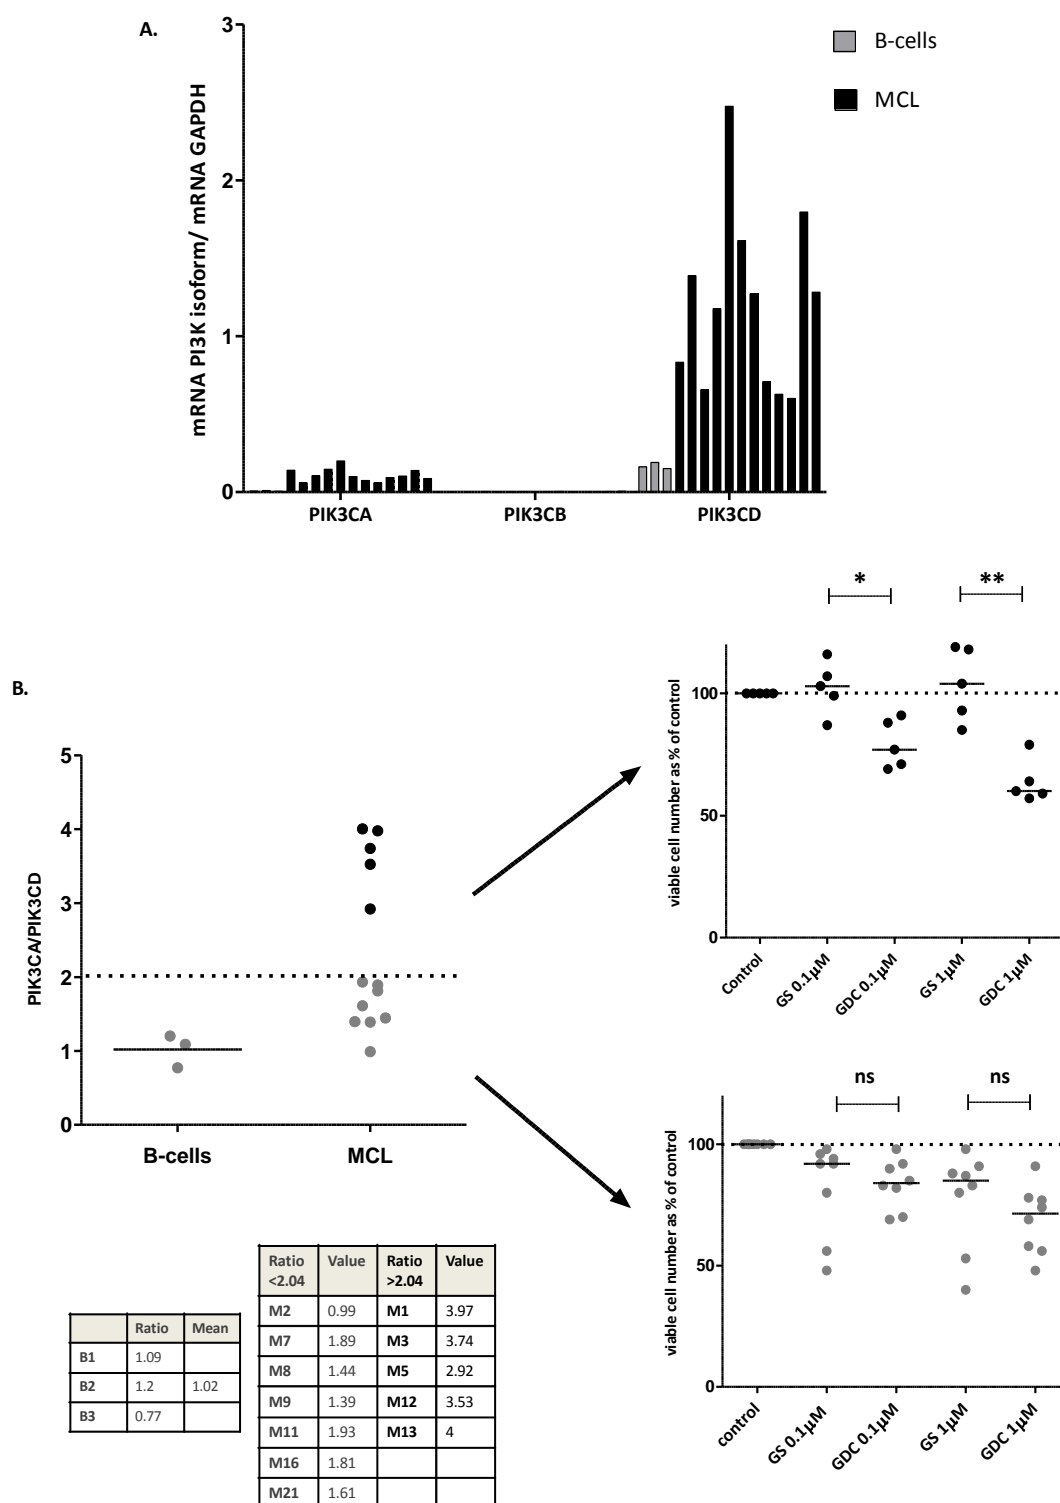 A.
3
2
1
0
mRNA PI3K isoform/ mRNA GAPDH
B-cells
MCL
PIK3CA PIK3CB PIK3CD
B.
5
4
3
2
1
0
PIK3CA/PIK3CD
B-cells MCL
* **
100
50
0
viable cell number as % of control
Control
GS 0.1µM
GDC 0.1µM
GS 1µM
GDC 1µM
ns ns
100
50
0
viable cell number as % of control
control
GS 0.1µM
GDC 0.1µM
GS 1µM
GDC 1µM
Ratio Mean
B1 1.09
B2 1.2 1.02
B3 0.77
Ratio Value Ratio Value
<2.04 >2.04
M2 0.99 M1 3.97
M7 1.89 M3 3.74
M8 1.44 M5 2.92
M9 1.39 M12 3.53
M11 1.93 M13 4
M16 1.81
M21 1.61